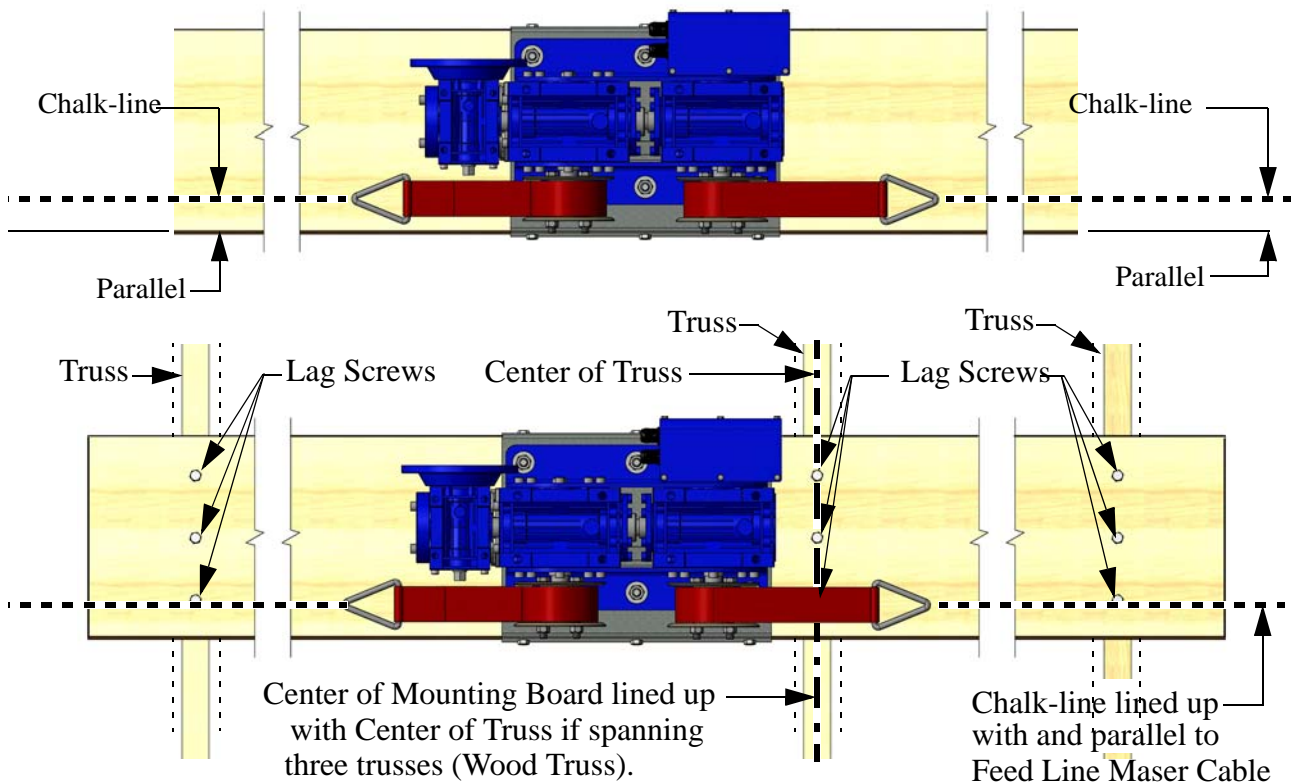 Chalk-line
Chalk-line
Parallel
Parallel
Truss
Truss
Truss
Lag Screws
Center of Truss
Lag Screws
Center of Mounting Board lined up
with Center of Truss if spanning
three trusses (Wood Truss).
Chalk-line lined up
with and parallel to
Feed Line Maser Cable